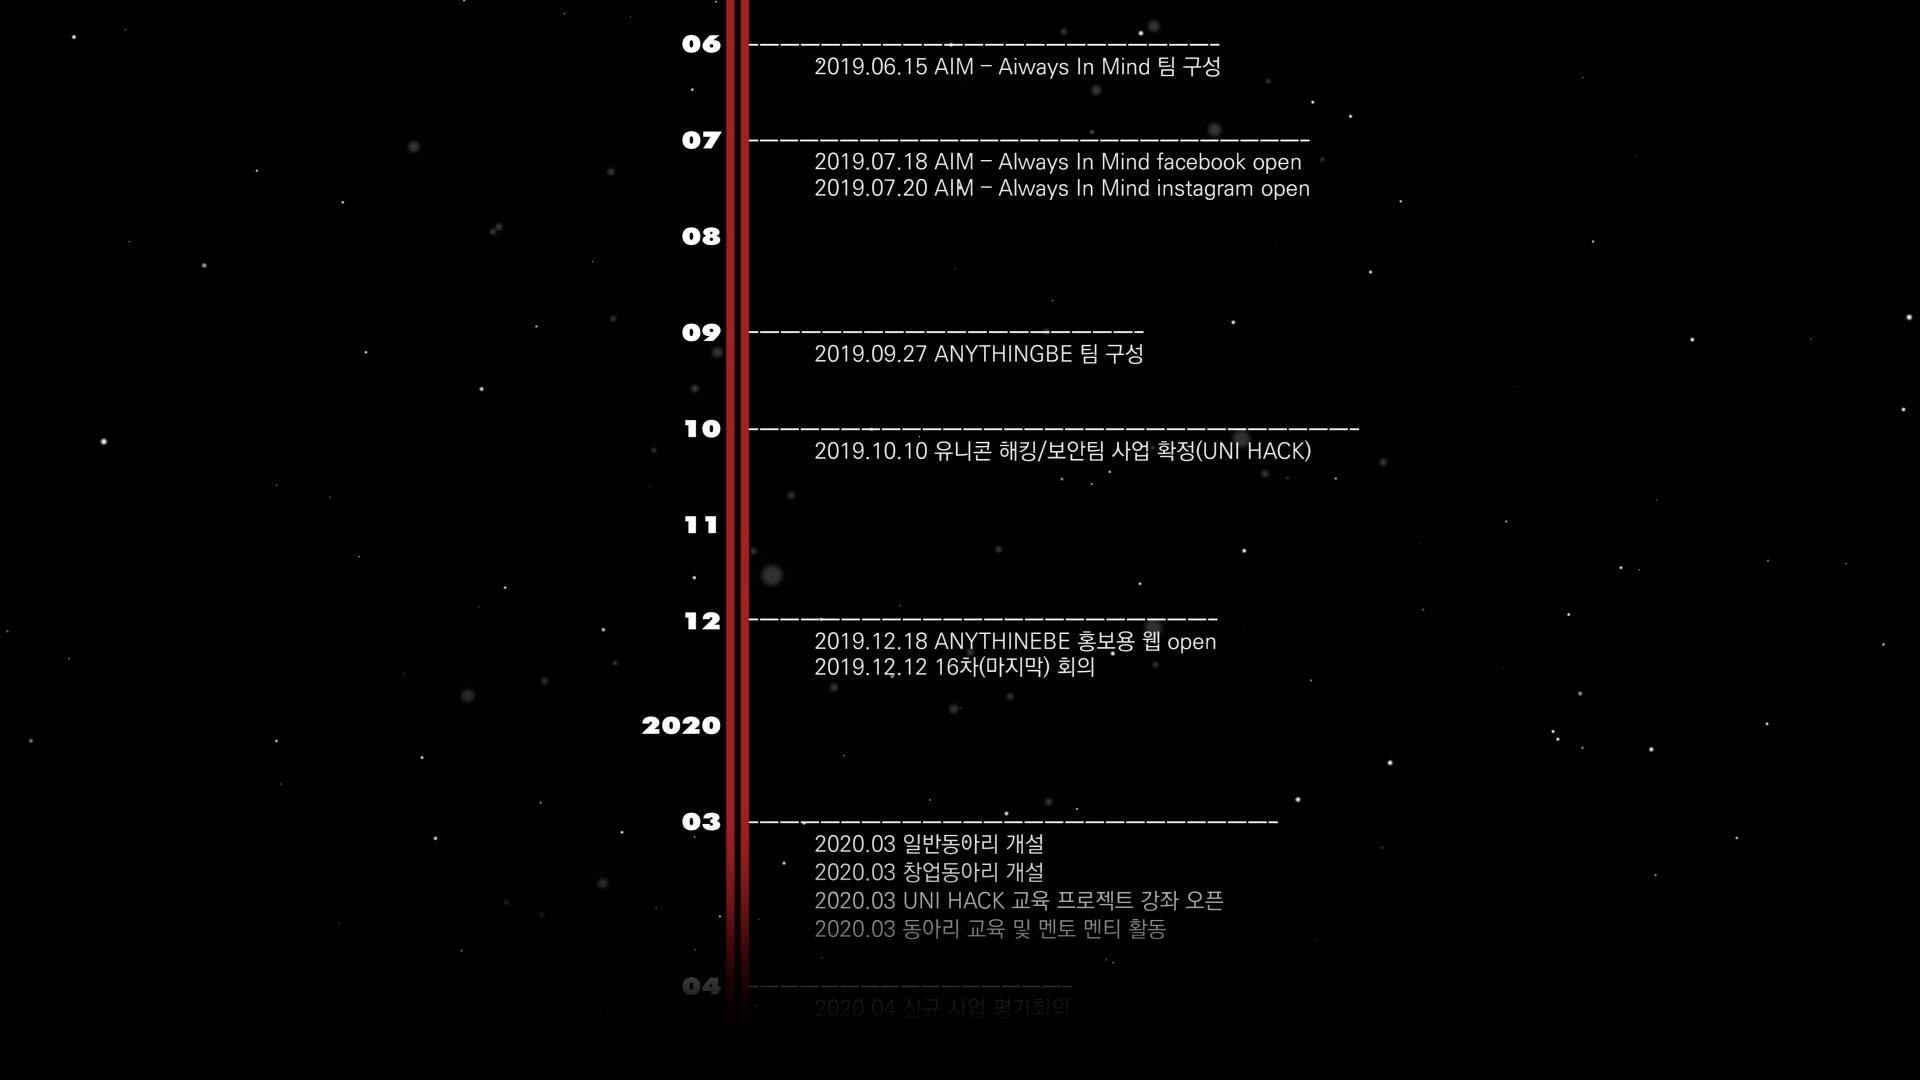 06
2019.06.15 AIM – Aiways In Mind 팀 구성
07
2019.07.18 AIM – Always In Mind facebook open
2019.07.20 AIM – Always In Mind instagram open
08
09
2019.09.27 ANYTHINGBE 팀 구성
10
2019.10.10 유니콘 해킹/보안팀 사업 확정(UNI HACK)
11
12
2019.12.18 ANYTHINEBE 홍보용 웹 open
2019.12.12 16차(마지막) 회의
2020
03
2020.03 일반동아리 개설
2020.03 창업동아리 개설
2020.03 UNI HACK 교육 프로젝트 강좌 오픈
2020.03 동아리 교육 및 멘토 멘티 활동
04
2020.04 신규 사업 평가회의